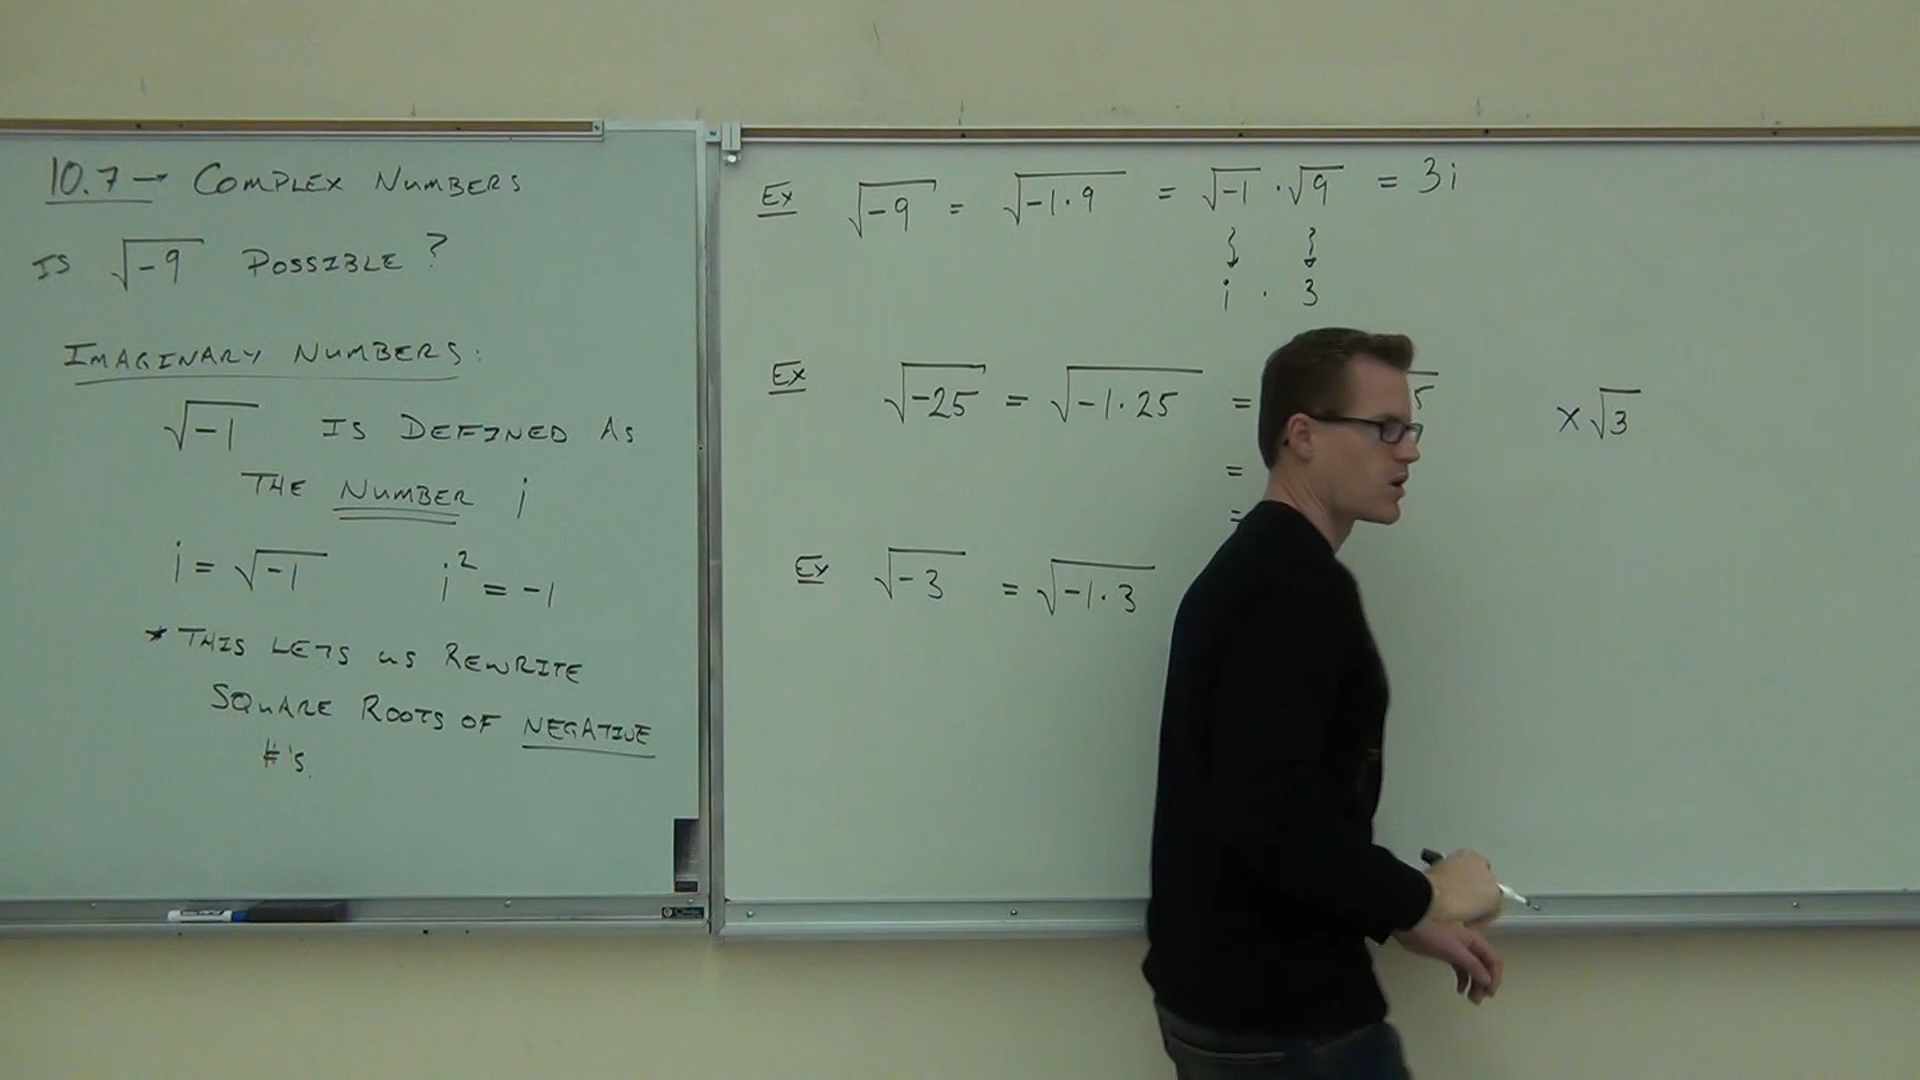 10.7 → COMPLEX NUMBERS
IS √-9 POSSIBLE?
IMAGINARY NUMBERS:
√-1 IS DEFINED AS
THE NUMBER i
i = √-1 i² = -1
* THIS LETS US REWRITE
SQUARE ROOTS OF NEGATIVE
#'s.
Ex √-9 = √-1·9 = √-1 · √9 = 3i
i · 3
Ex √-25 = √-1·25 = 5
=
=
x√3
Ex √-3 = √-1·3